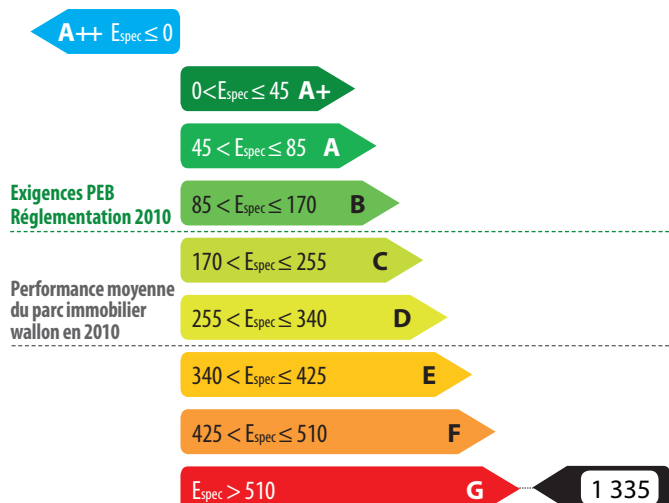 A++ Espec ≤ 0
0<Espec ≤ 45 A+
45 < Espec ≤ 85 A
Exigences PEB
Réglementation 2010
85 < Espec ≤ 170 B
170 < Espec ≤ 255 C
Performance moyenne
du parc immobilier
wallon en 2010
255 < Espec ≤ 340 D
340 < Espec ≤ 425 E
425 < Espec ≤ 510 F
Espec > 510 G
1 335